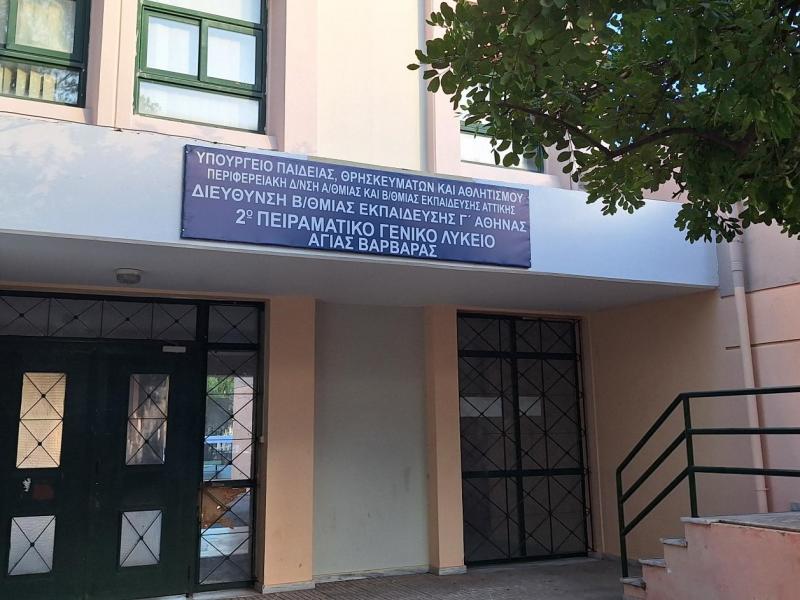 ΥΠΟΥΡΓΕΙΟ ΠΑΙΔΕΙΑΣ, ΘΡΗΣΚΕΥΜΑΤΩΝ ΚΑΙ ΑΘΛΗΤΙΣΜΟΥ
ΠΕΡΙΦΕΡΕΙΑΚΗ Δ/ΝΣΗ Α/ΘΜΙΑΣ ΚΑΙ Β/ΘΜΙΑΣ ΕΚΠΑΙΔΕΥΣΗΣ ΑΤΤΙΚΗΣ
ΔΙΕΥΘΥΝΣΗ Β/ΘΜΙΑΣ ΕΚΠΑΙΔΕΥΣΗΣ Γ΄ ΑΘΗΝΑΣ
2ο ΠΕΙΡΑΜΑΤΙΚΟ ΓΕΝΙΚΟ ΛΥΚΕΙΟ
ΑΓΙΑΣ ΒΑΡΒΑΡΑΣ